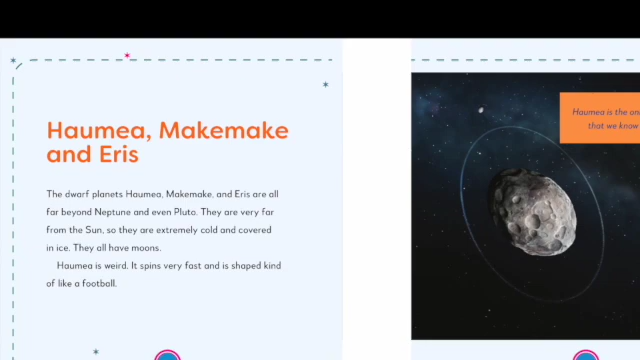 Haumea, Makemake
and Eris
The dwarf planets Haumea, Makemake, and Eris are all
far beyond Neptune and even Pluto. They are very far
from the Sun, so they are extremely cold and covered
in ice. They all have moons.
Haumea is weird. It spins very fast and is shaped kind
of like a football.
Haumea is the
that we know